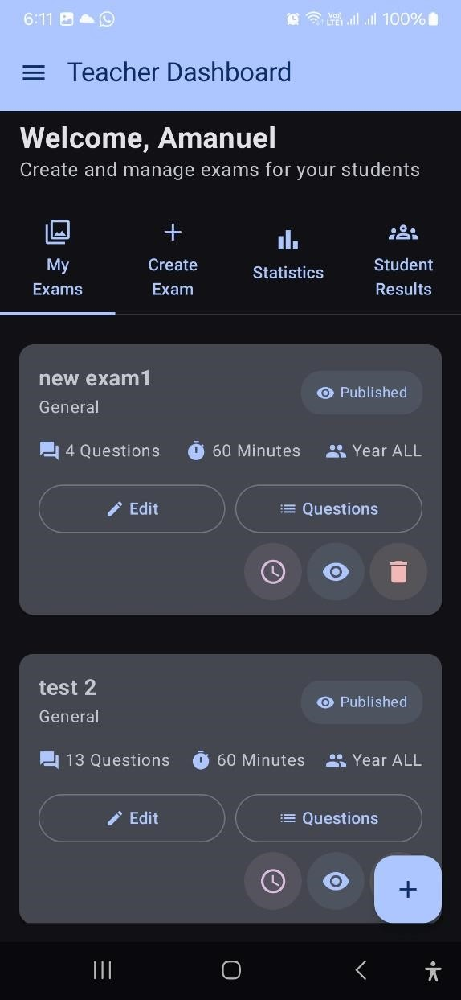 6:11 Vo)) LTE1 100%
Teacher Dashboard
Welcome, Amanuel
Create and manage exams for your students
My Exams
Create Exam
Statistics
Student Results
new exam1
Published
General
4 Questions 60 Minutes Year ALL
Edit Questions
test 2
Published
General
13 Questions 60 Minutes Year ALL
Edit Questions